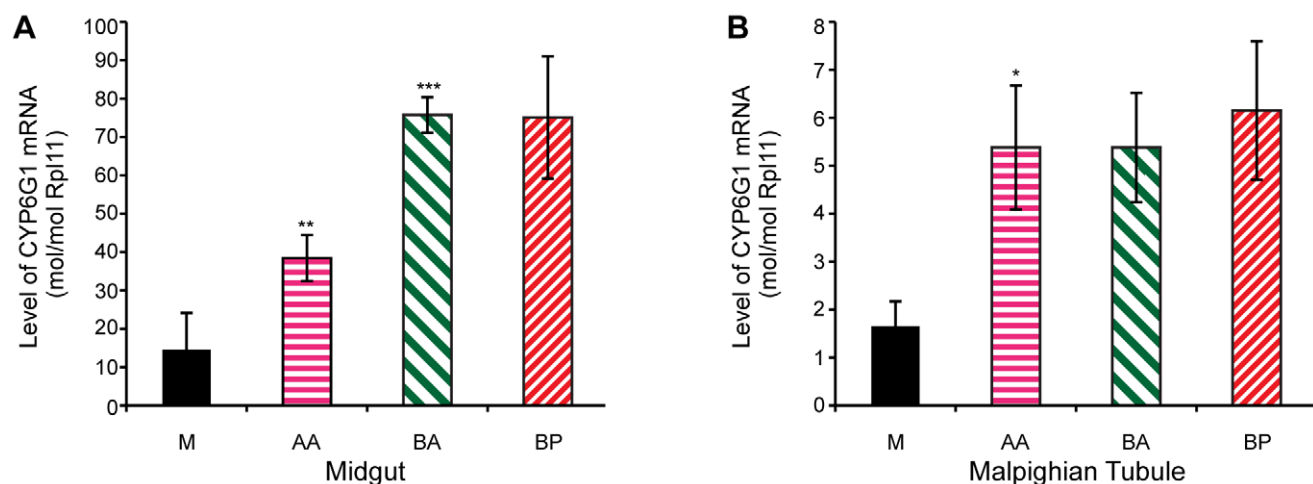 A
Level of CYP6G1 mRNA
(mol/mol Rpl11)
100
90
80
70
60
50
40
30
20
10
0
**
***
M AA BA BP
Midgut
B
Level of CYP6G1 mRNA
(mol/mol Rpl11)
8
7
6
5
4
3
2
1
0
*
M AA BA BP
Malpighian Tubule